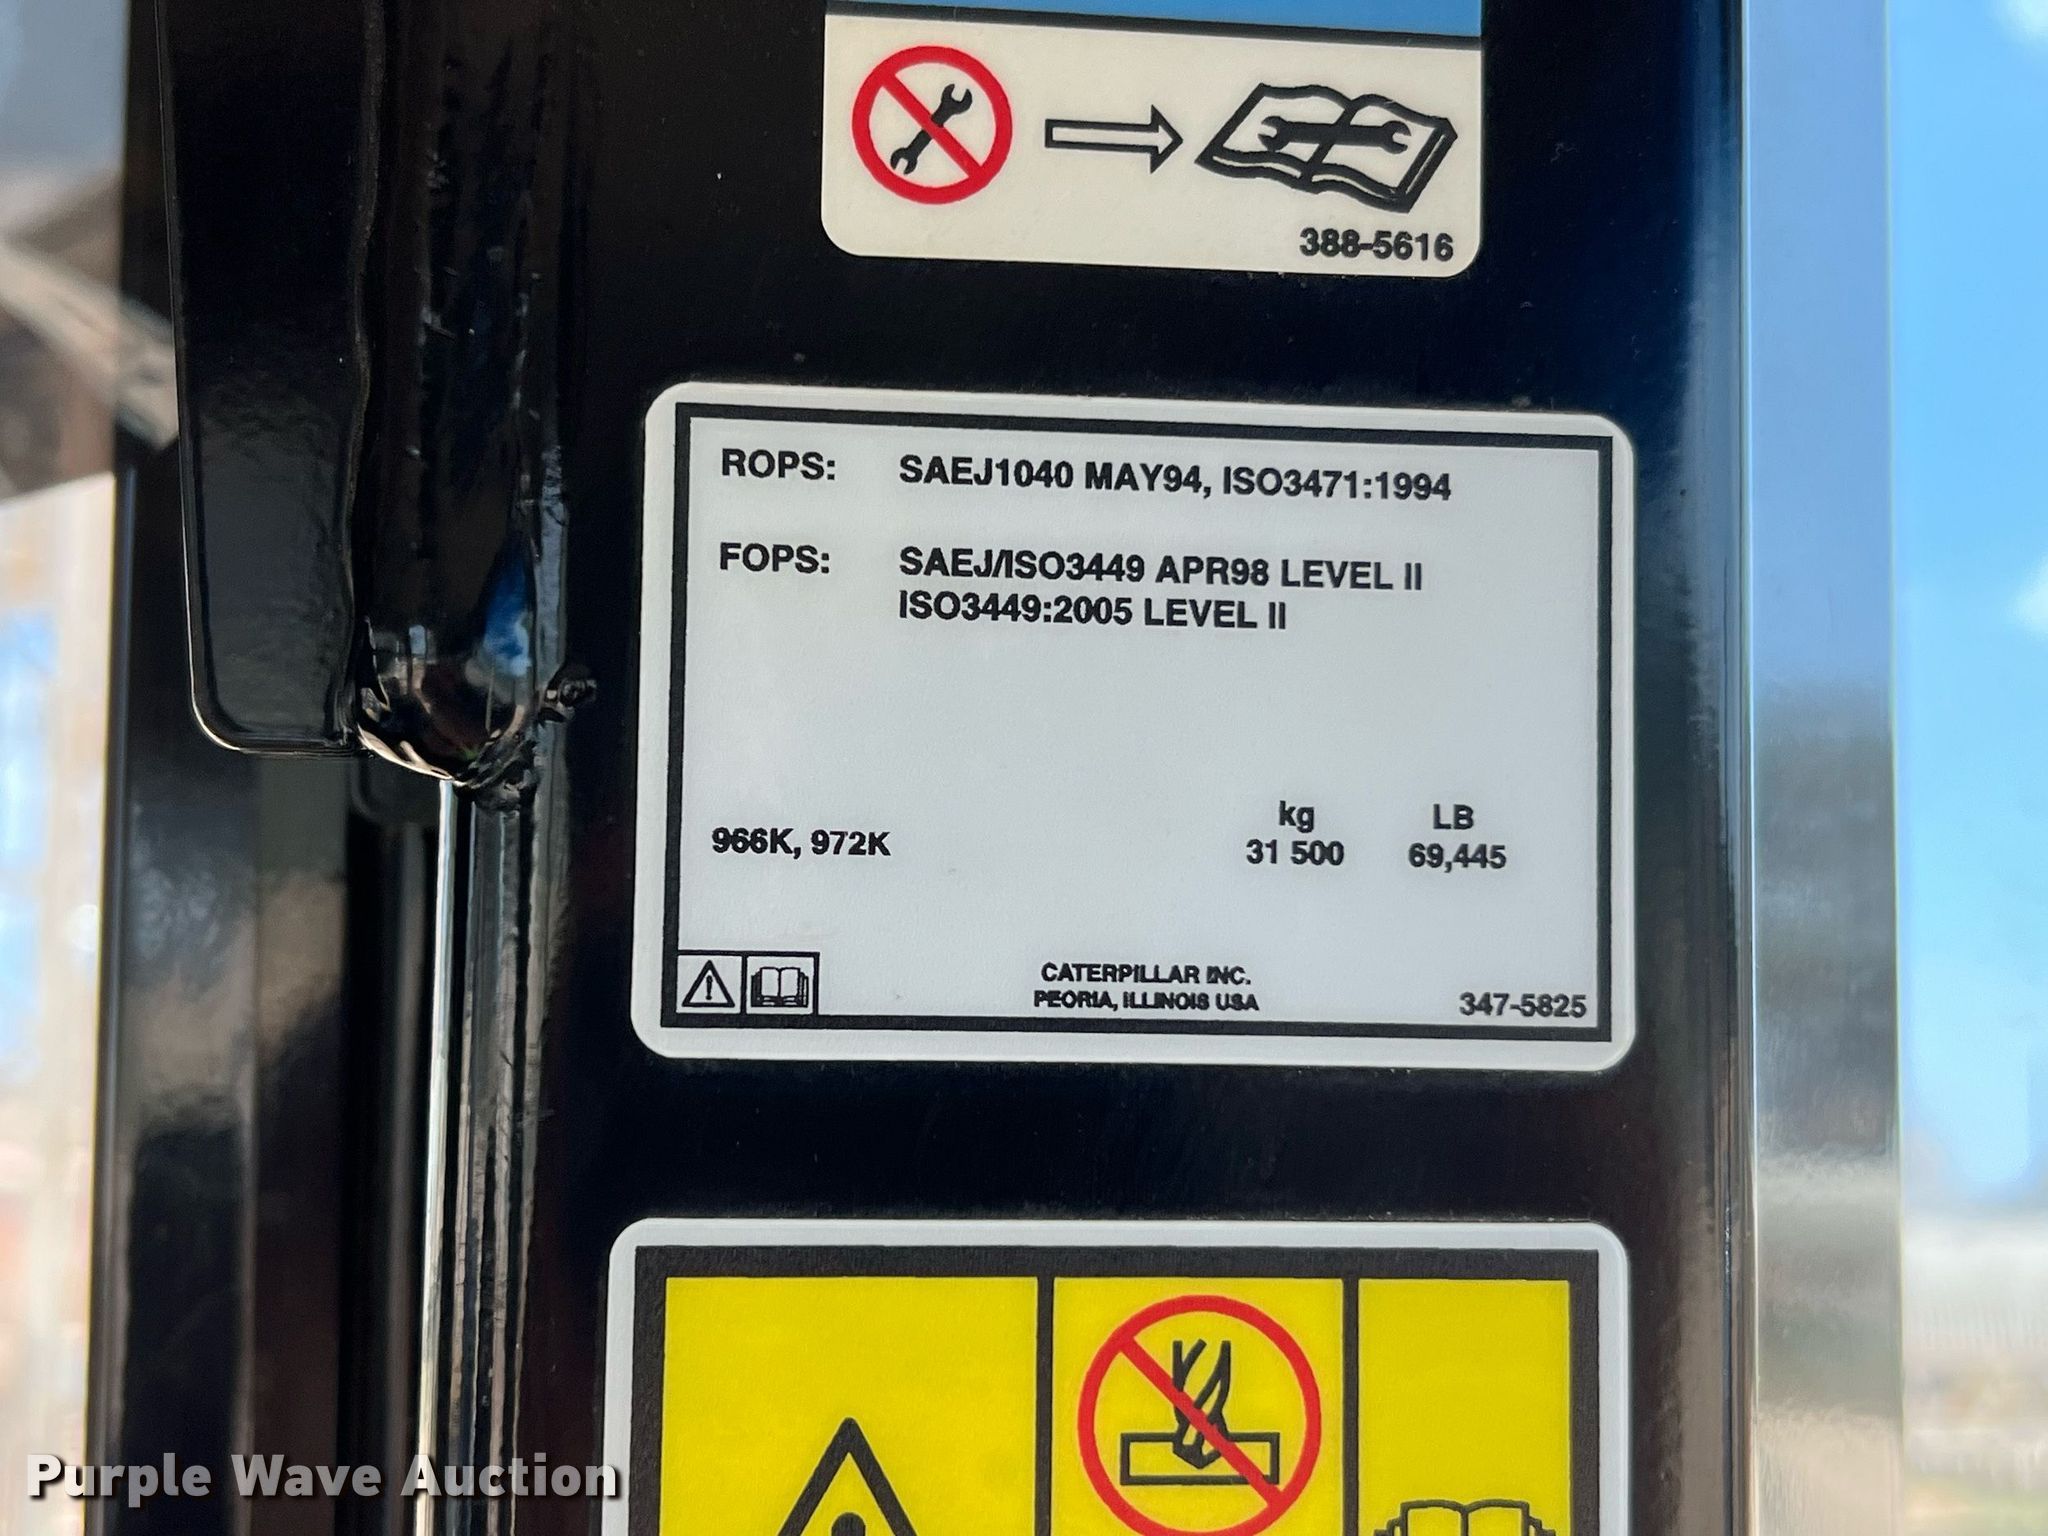 388-5616
ROPS: SAEJ1040 MAY94, ISO3471:1994
FOPS: SAEJ/ISO3449 APR98 LEVEL II
ISO3449:2005 LEVEL II
kg LB
966K, 972K 31 500 69,445
CATERPILLAR INC.
PEORIA, ILLINOIS USA
347-5825
Purple Wave Auction